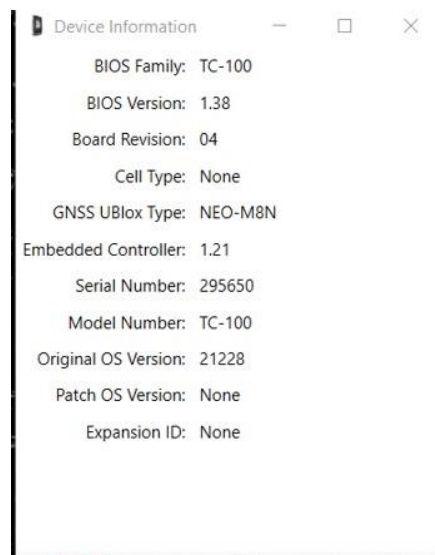 Device Information
BIOS Family: TC-100
BIOS Version: 1.38
Board Revision: 04
Cell Type: None
GNSS UBlox Type: NEO-M8N
Embedded Controller: 1.21
Serial Number: 295650
Model Number: TC-100
Original OS Version: 21228
Patch OS Version: None
Expansion ID: None